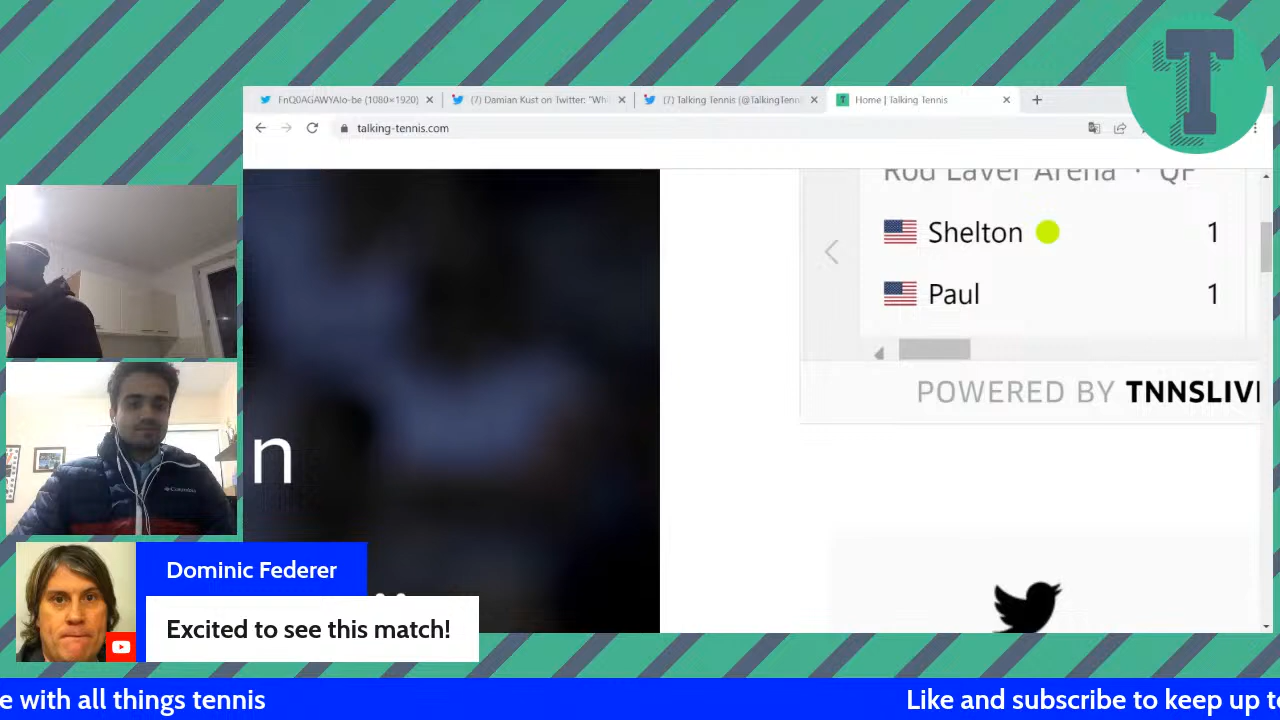 T
FnQ0AGAWYAIo-be (1080×1920)
(7) Damian Kust on Twitter: "Wh
(7) Talking Tennis (@TalkingTenn
Home | Talking Tennis
talking-tennis.com
Rod Laver Arena · QF
Shelton 1
Paul 1
POWERED BY TNNSLIV
n
Columbia
Dominic Federer
Excited to see this match!
e with all things tennis
Like and subscribe to keep up t